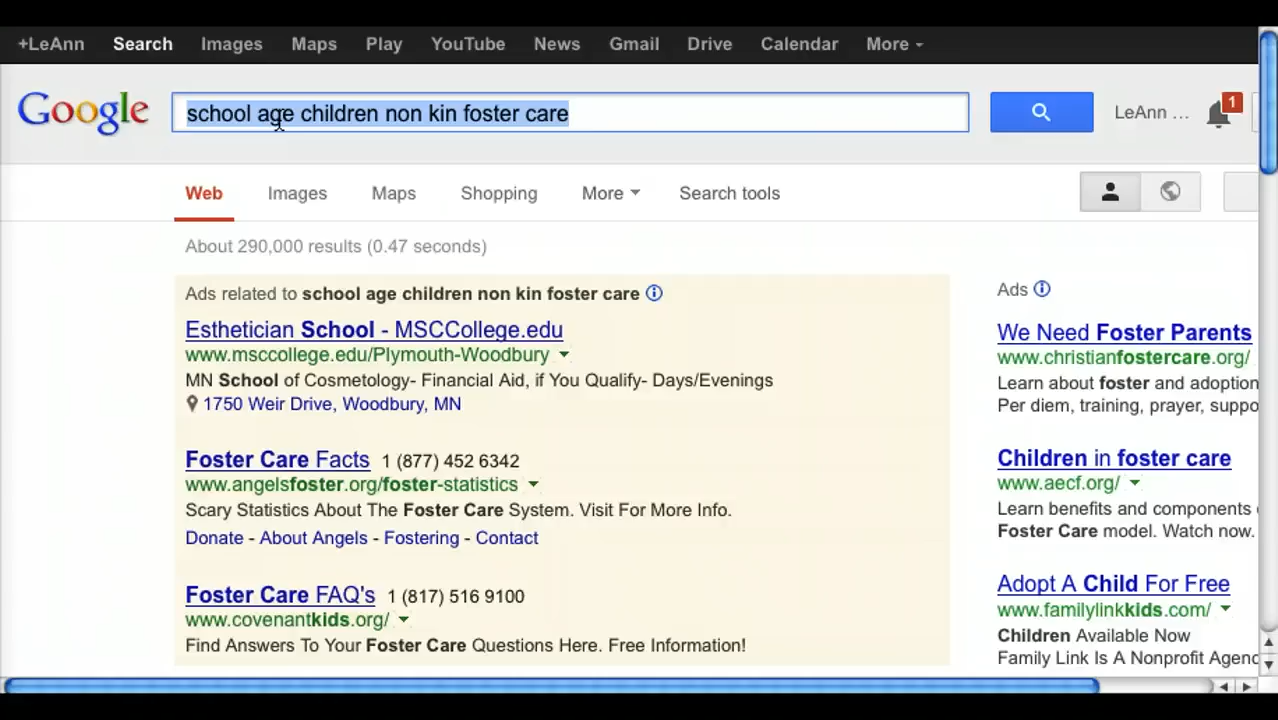 +LeAnn Search Images Maps Play YouTube News Gmail Drive Calendar More
Google school age children non kin foster care LeAnn ... 1
Web Images Maps Shopping More Search tools
About 290,000 results (0.47 seconds)
Ads related to school age children non kin foster care
Esthetician School - MSCCollege.edu
www.msccollege.edu/Plymouth-Woodbury
MN School of Cosmetology- Financial Aid, if You Qualify- Days/Evenings
1750 Weir Drive, Woodbury, MN
Foster Care Facts 1 (877) 452 6342
www.angelsfoster.org/foster-statistics
Scary Statistics About The Foster Care System. Visit For More Info.
Donate - About Angels - Fostering - Contact
Foster Care FAQ's 1 (817) 516 9100
www.covenantkids.org/
Find Answers To Your Foster Care Questions Here. Free Information!
Ads
We Need Foster Parents
www.christianfostercare.org/
Learn about foster and adoption
Per diem, training, prayer, suppo
Children in foster care
www.aecf.org/
Learn benefits and components
Foster Care model. Watch now.
Adopt A Child For Free
www.familylinkkids.com/
Children Available Now
Family Link Is A Nonprofit Agenc